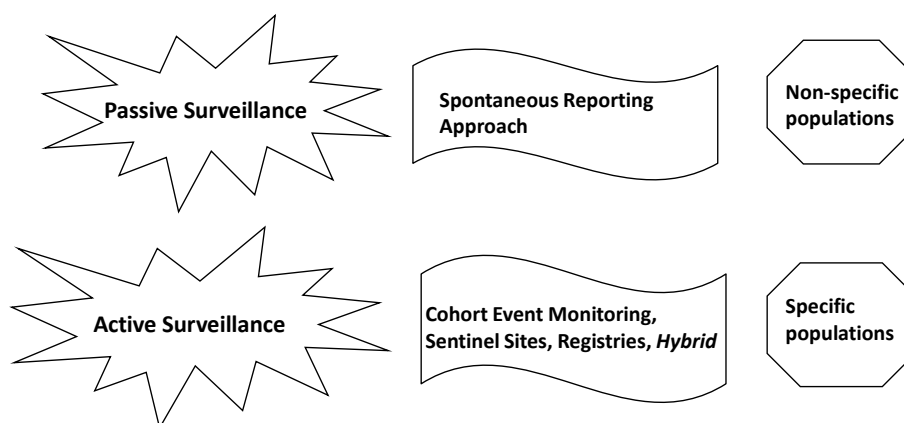 Passive Surveillance
Spontaneous Reporting
Approach
Non-specific
populations
Active Surveillance
Cohort Event Monitoring,
Sentinel Sites, Registries, Hybrid
Specific
populations